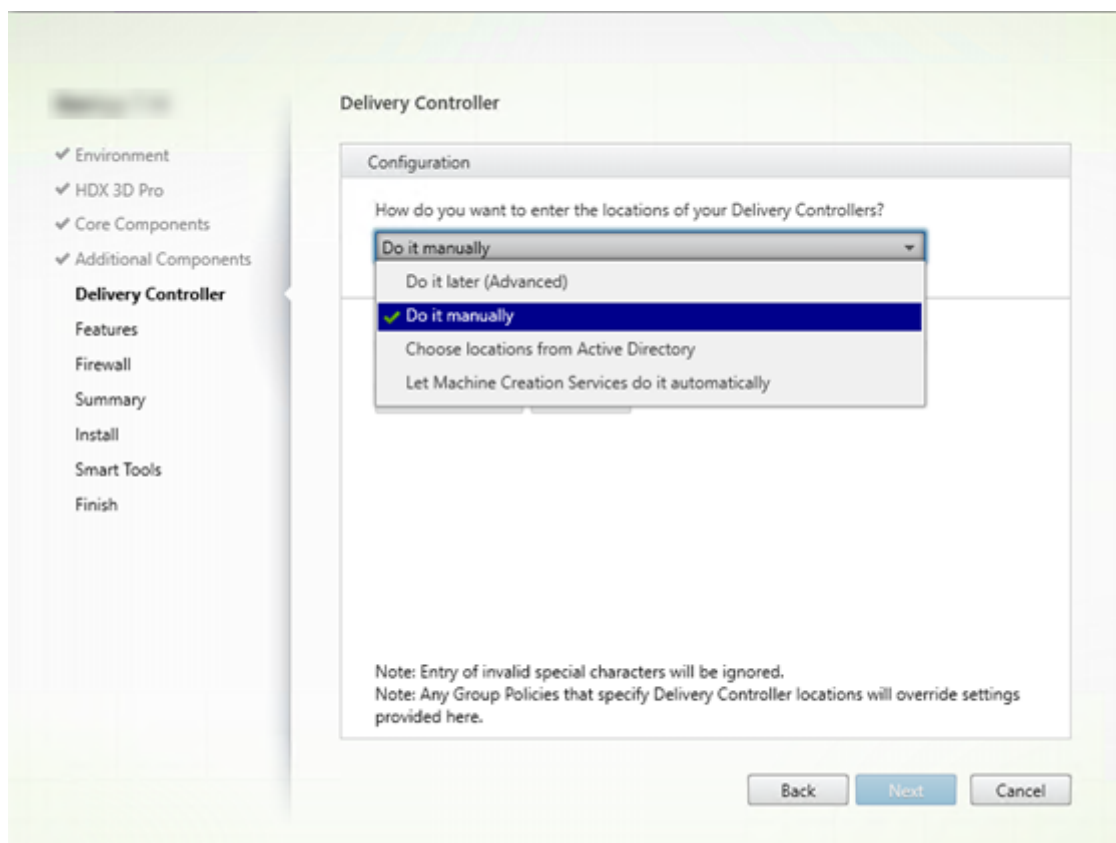 Delivery Controller
Environment
HDX 3D Pro
Core Components
Additional Components
Delivery Controller
Features
Firewall
Summary
Install
Smart Tools
Finish
Configuration
How do you want to enter the locations of your Delivery Controllers?
Do it manually
Do it later (Advanced)
Do it manually
Choose locations from Active Directory
Let Machine Creation Services do it automatically
Note: Entry of invalid special characters will be ignored.
Note: Any Group Policies that specify Delivery Controller locations will override settings
provided here.
Back
Next
Cancel